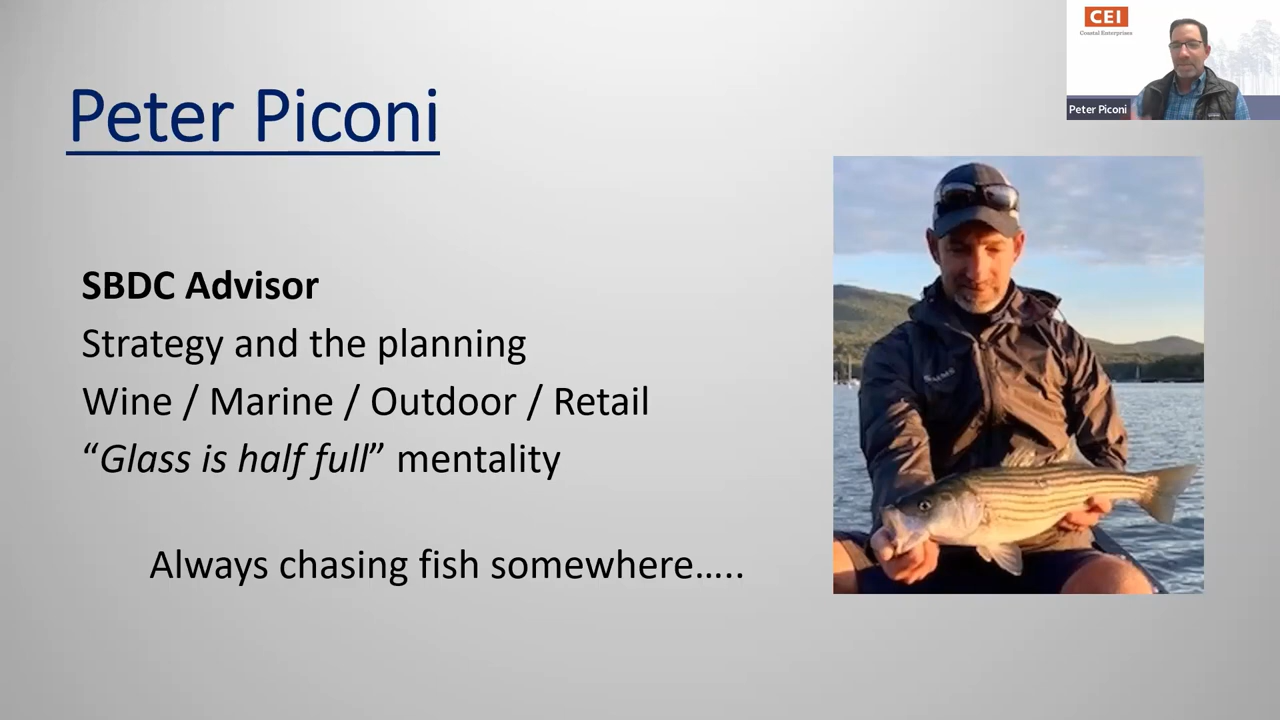 CEI
Coastal Enterprises
Peter Piconi
Peter Piconi
SBDC Advisor
Strategy and the planning
Wine / Marine / Outdoor / Retail
“Glass is half full” mentality
Always chasing fish somewhere…..
SIMMS